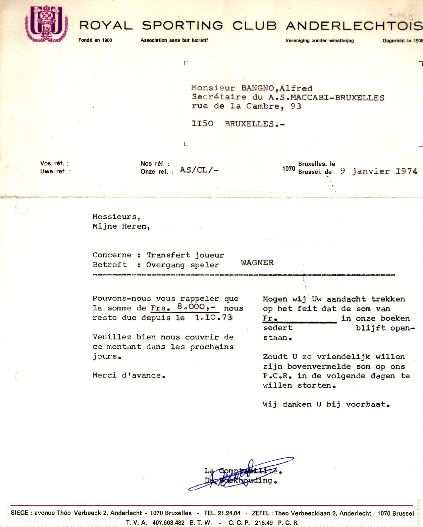 ROYAL SPORTING CLUB ANDERLECHTOIS
Fondé en 1908 Association sans but lucratif Vereniging zonder winstbejag Opgericht in 1908
Monsieur BANGNO,Alfred
Secrétaire du A.S.MACCABI-BRUXELLES
rue de la Cambre, 93
1150 BRUXELLES.-
Vos réf. : Nos réf. : Bruxelles, le
Uwe ref. : Onze ref. : AS/CL/- 1070 Brussel, de 9 janvier 1974
Messieurs,
Mijne Heren,
Concerne : Transfert joueur
Betreft : Overgang speler WAGNER
Pouvons-nous vous rappeler que
la somme de Frs. 8.000,- nous
reste due depuis le 1.10.73
Veuillez bien nous couvrir de
ce montant dans les prochains
jours.
Merci d'avance.
Mogen wij Uw aandacht trekken
op het feit dat de som van
Fr. in onze boeken
sedert blijft open-
staan.
Zoudt U zo vriendelijk willen
zijn bovenvermelde som op ons
P.C.R. in de volgende dagen te
willen storten.
Wij danken U bij voorbaat.
La Comptabilité.
De Boekhouding.
SIEGE : avenue Théo Verbeeck 2, Anderlecht - 1070 Bruxelles - TEL. 21.24.04 - ZETEL : Theo Verbeecklaan 2, Anderlecht - 1070 Brussel
T. V. A. 407.668.482 B. T. W. - C. C. P. 216.49 P. C. R.